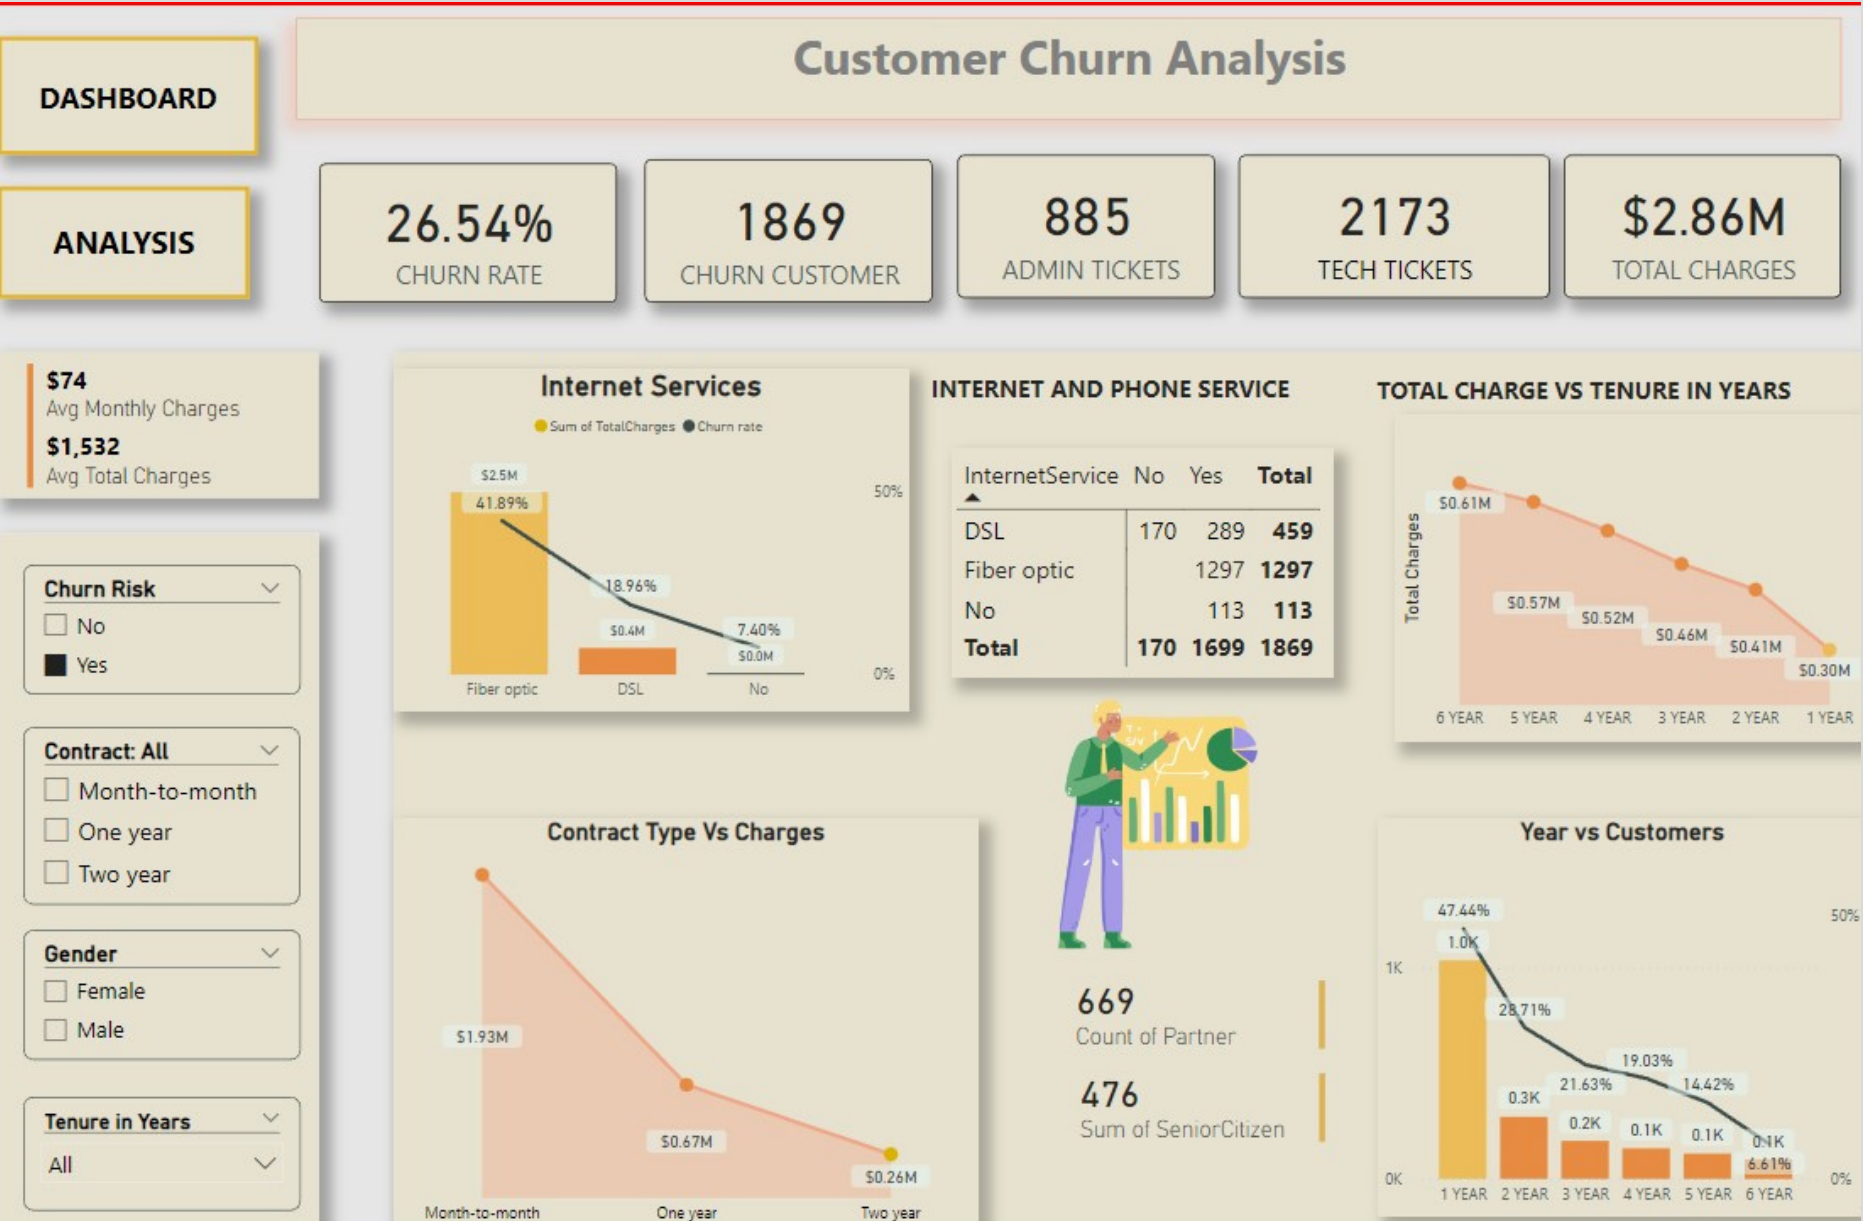 Customer Churn Analysis
DASHBOARD
ANALYSIS
26.54%
CHURN RATE
1869
CHURN CUSTOMER
885
ADMIN TICKETS
2173
TECH TICKETS
$2.86M
TOTAL CHARGES
$74
Avg Monthly Charges
$1,532
Avg Total Charges
Churn Risk
No
Yes
Contract: All
Month-to-month
One year
Two year
Gender
Female
Male
Tenure in Years
All
Internet Services
Sum of TotalCharges Churn rate
$2.5M
41.89%
50%
18.96%
$0.4M
7.40%
$0.0M
0%
Fiber optic DSL No
INTERNET AND PHONE SERVICE
InternetService No Yes Total
DSL 170 289 459
Fiber optic 1297 1297
No 113 113
Total 170 1699 1869
TOTAL CHARGE VS TENURE IN YEARS
Total Charges
$0.61M
$0.57M
$0.52M
$0.46M
$0.41M
$0.30M
6 YEAR 5 YEAR 4 YEAR 3 YEAR 2 YEAR 1 YEAR
Contract Type Vs Charges
$1.93M
$0.67M
$0.26M
Month-to-month One year Two year
669
Count of Partner
476
Sum of SeniorCitizen
Year vs Customers
47.44%
50%
1.0K
1K
28.71%
19.03%
21.63%
14.42%
0.3K
0.2K
0.1K
0.1K
0.1K
6.61%
0K
0%
1 YEAR 2 YEAR 3 YEAR 4 YEAR 5 YEAR 6 YEAR